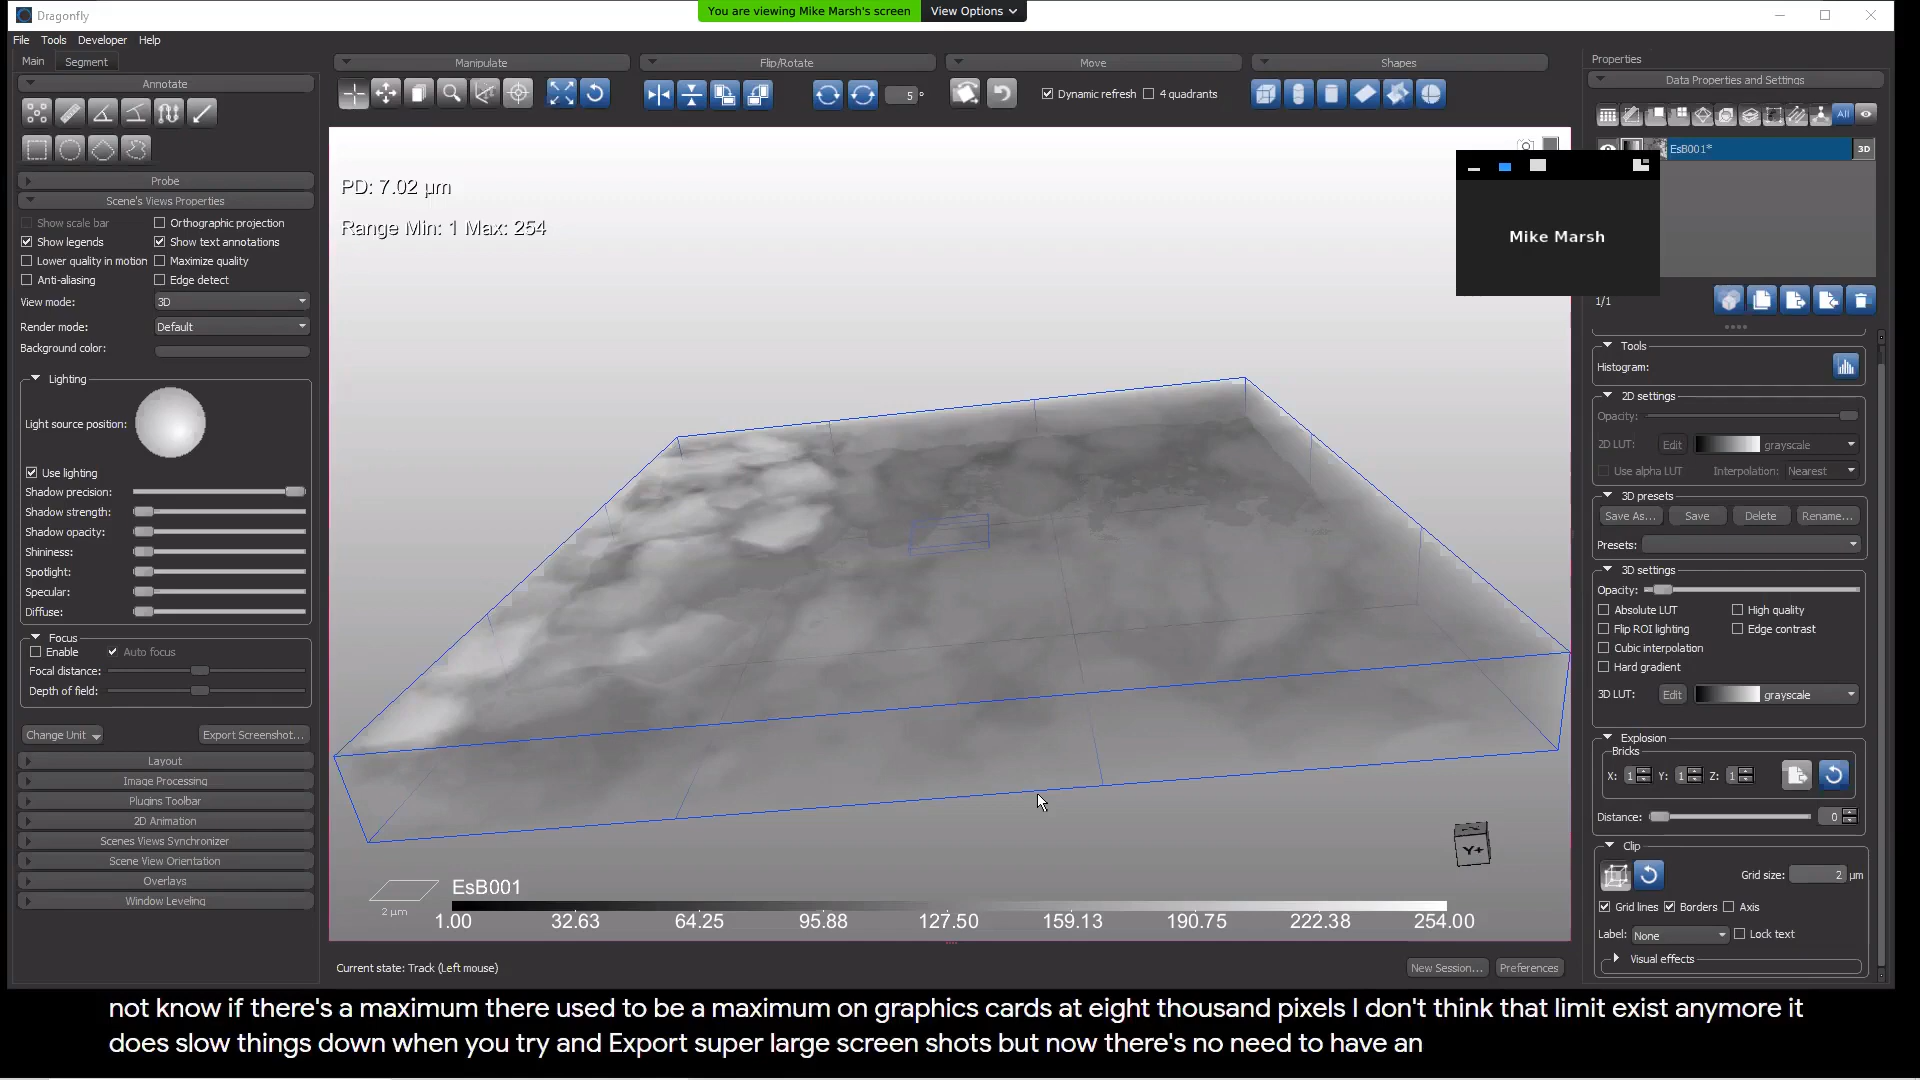 Dragonfly
You are viewing Mike Marsh's screen
View Options
File Tools Developer Help
Main Segment
Annotate
Probe
Scene's Views Properties
Show scale bar Orthographic projection
Show legends Show text annotations
Lower quality in motion Maximize quality
Anti-aliasing Edge detect
View mode: 3D
Render mode: Default
Background color:
Lighting
Light source position:
Use lighting
Shadow precision:
Shadow strength:
Shadow opacity:
Shininess:
Spotlight:
Specular:
Diffuse:
Focus
Enable Auto focus
Focal distance:
Depth of field:
Change Unit Export Screenshot...
Layout
Image Processing
Plugins Toolbar
2D Animation
Scenes Views Synchronizer
Scene View Orientation
Overlays
Window Leveling
Manipulate Flip/Rotate Move Shapes
5 °
Dynamic refresh 4 quadrants
PD: 7.02 µm
Range Min: 1 Max: 254
Y+
EsB001
2 µm
1.00 32.63 64.25 95.88 127.50 159.13 190.75 222.38 254.00
Current state: Track (Left mouse)
New Session... Preferences
Properties
Data Properties and Settings
All
EsB001* 3D
Mike Marsh
1/1
Tools
Histogram:
2D settings
Opacity:
2D LUT: Edit grayscale
Use alpha LUT Interpolation: Nearest
3D presets
Save As... Save Delete Rename...
Presets:
3D settings
Opacity:
Absolute LUT High quality
Flip ROI lighting Edge contrast
Cubic interpolation
Hard gradient
3D LUT: Edit grayscale
Explosion
Bricks
X: 1 Y: 1 Z: 1
Distance: 0
Clip
Grid size: 2 µm
Grid lines Borders Axis
Label: None Lock text
Visual effects
not know if there's a maximum there used to be a maximum on graphics cards at eight thousand pixels I don't think that limit exist anymore it
does slow things down when you try and Export super large screen shots but now there's no need to have an